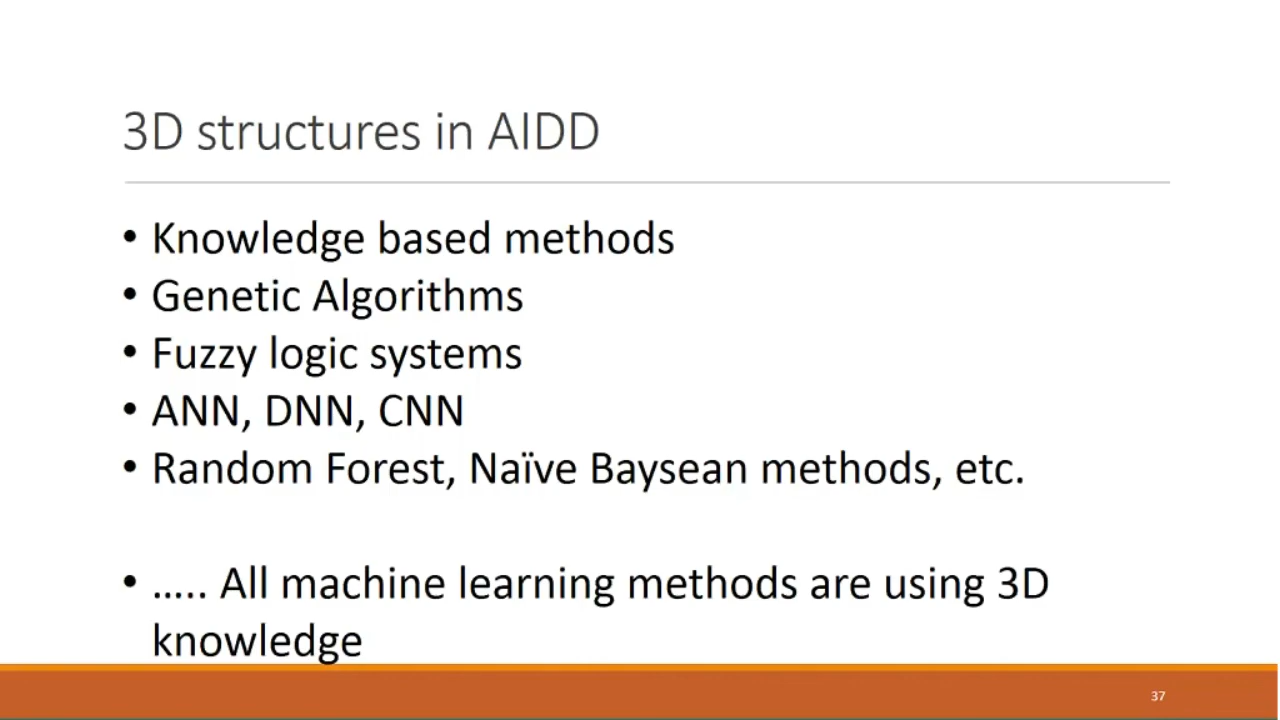 3D structures in AIDD
• Knowledge based methods
• Genetic Algorithms
• Fuzzy logic systems
• ANN, DNN, CNN
• Random Forest, Naïve Baysean methods, etc.
• ..... All machine learning methods are using 3D
knowledge
37